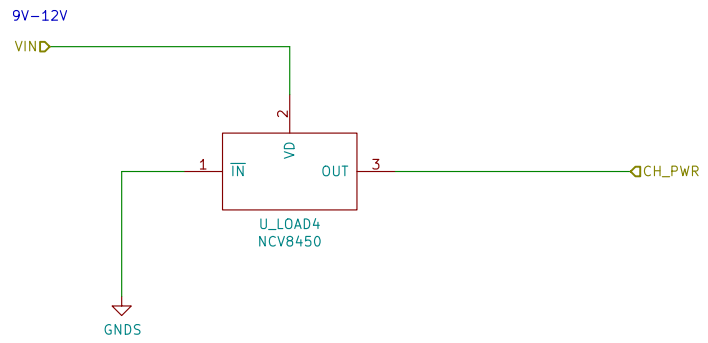 9V-12V
VIN
2
VD
1
IN
OUT
3
CH_PWR
U_LOAD4
NCV8450
GNDS